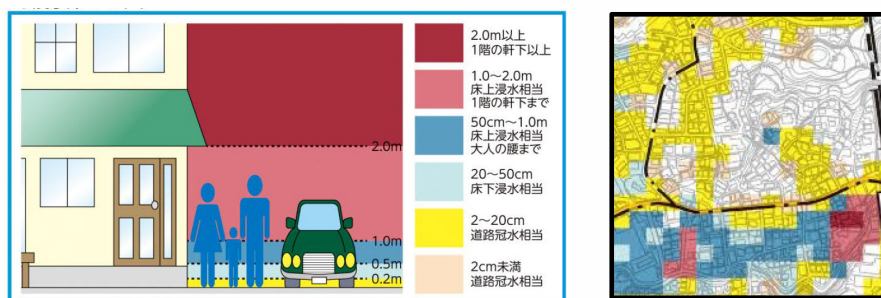 2.0m以上
1階の軒下以上
1.0～2.0m
床上浸水相当
1階の軒下まで
50cm～1.0m
床上浸水相当
大人の腰まで
20～50cm
床下浸水相当
2～20cm
道路冠水相当
2cm未満
道路冠水相当
2.0m
1.0m
0.5m
0.2m